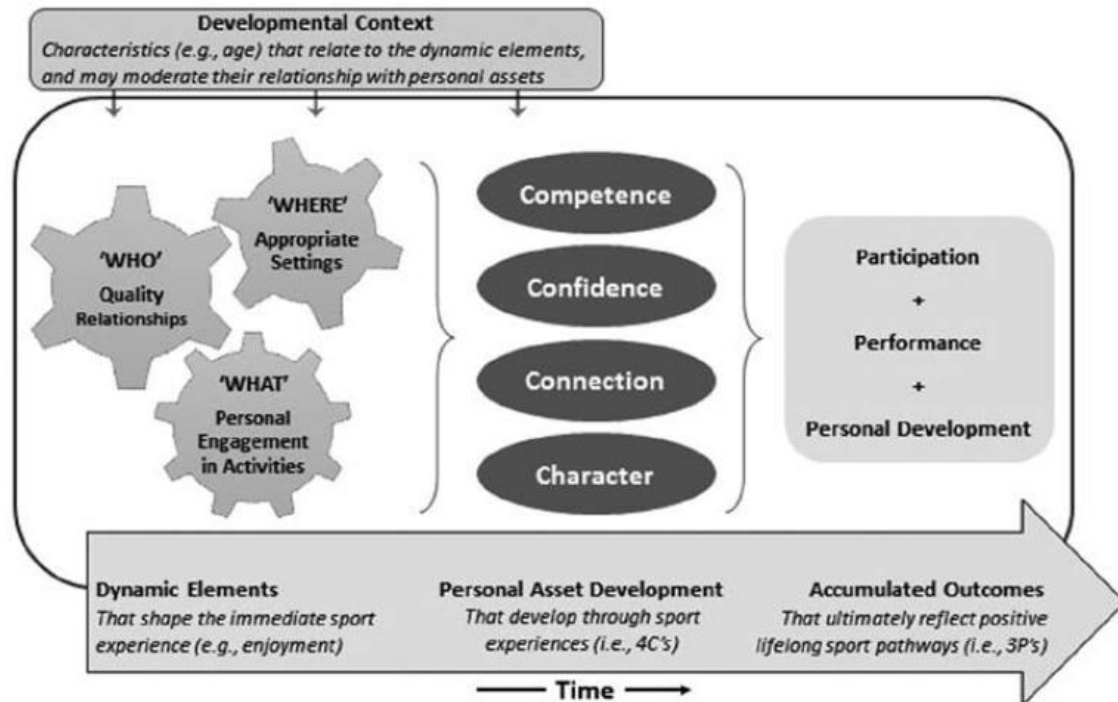 Developmental Context
Characteristics (e.g., age) that relate to the dynamic elements,
and may moderate their relationship with personal assets
'WHO'
Quality
Relationships
'WHERE'
Appropriate
Settings
'WHAT'
Personal
Engagement
in Activities
Competence
Confidence
Connection
Character
Participation
+
Performance
+
Personal Development
Dynamic Elements
That shape the immediate sport
experience (e.g., enjoyment)
Personal Asset Development
That develop through sport
experiences (i.e., 4C's)
Accumulated Outcomes
That ultimately reflect positive
lifelong sport pathways (i.e., 3P's)
Time